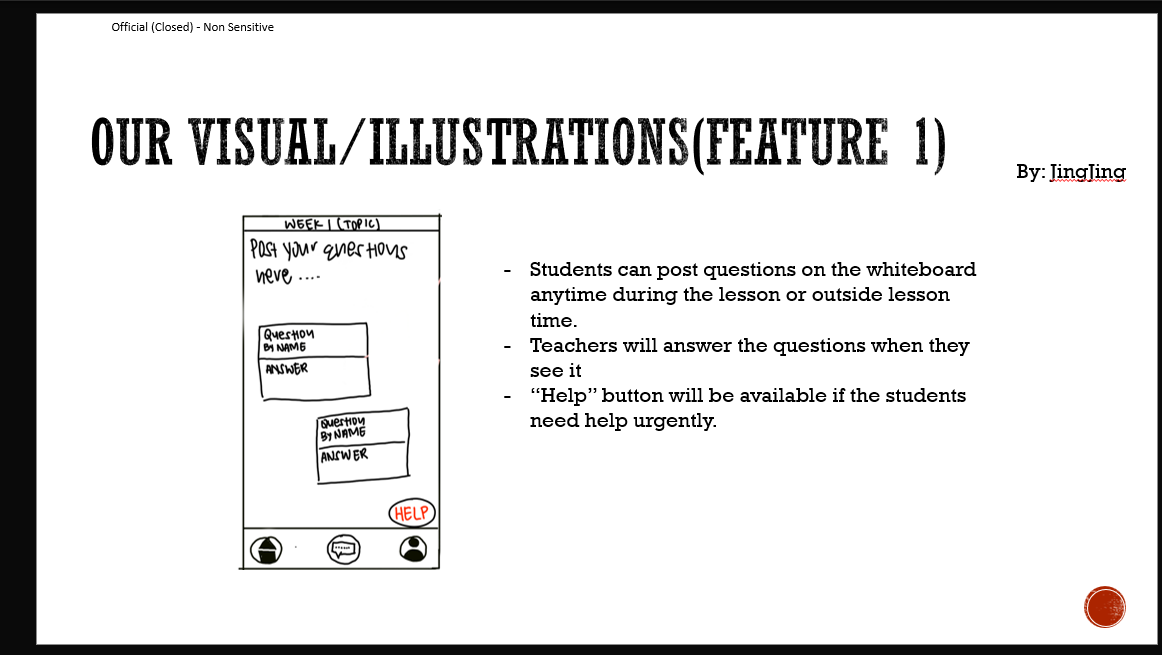 Official (Closed) - Non Sensitive
OUR VISUAL/ILLUSTRATIONS(FEATURE 1)
By: JingJing
WEEK 1 (TOPIC)
Post your questions
here ....
Question
By NAME
ANSWER
Question
By NAME
ANSWER
HELP
- Students can post questions on the whiteboard
anytime during the lesson or outside lesson
time.
- Teachers will answer the questions when they
see it
- “Help” button will be available if the students
need help urgently.